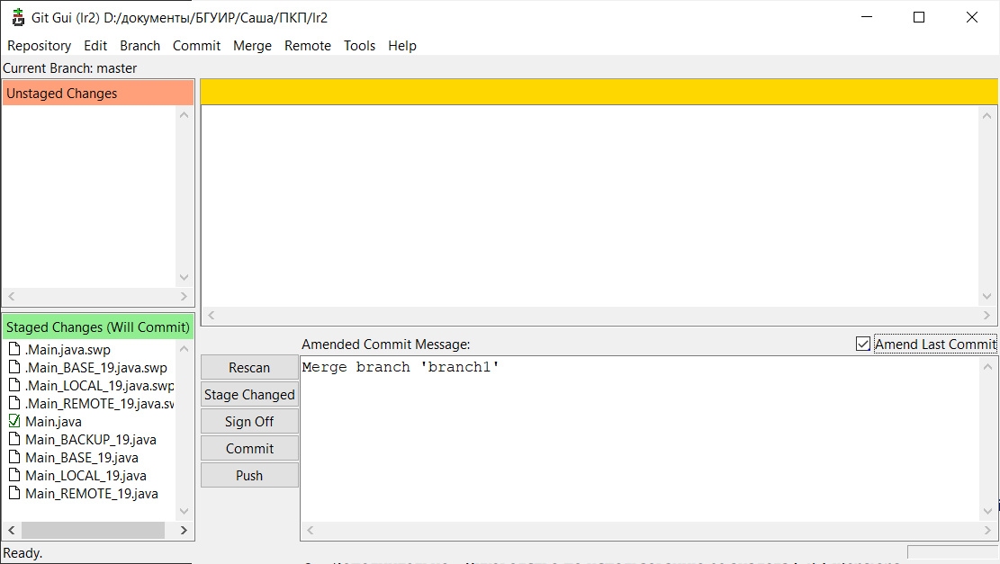 Git Gui (lr2) D:/документы/БГУИР/Саша/ПКП/lr2
Repository Edit Branch Commit Merge Remote Tools Help
Current Branch: master
Unstaged Changes
Staged Changes (Will Commit)
.Main.java.swp
.Main_BASE_19.java.swp
.Main_LOCAL_19.java.swp
.Main_REMOTE_19.java.sw
Main.java
Main_BACKUP_19.java
Main_BASE_19.java
Main_LOCAL_19.java
Main_REMOTE_19.java
Rescan
Stage Changed
Sign Off
Commit
Push
Amended Commit Message:
Amend Last Commit
Merge branch 'branch1'
Ready.